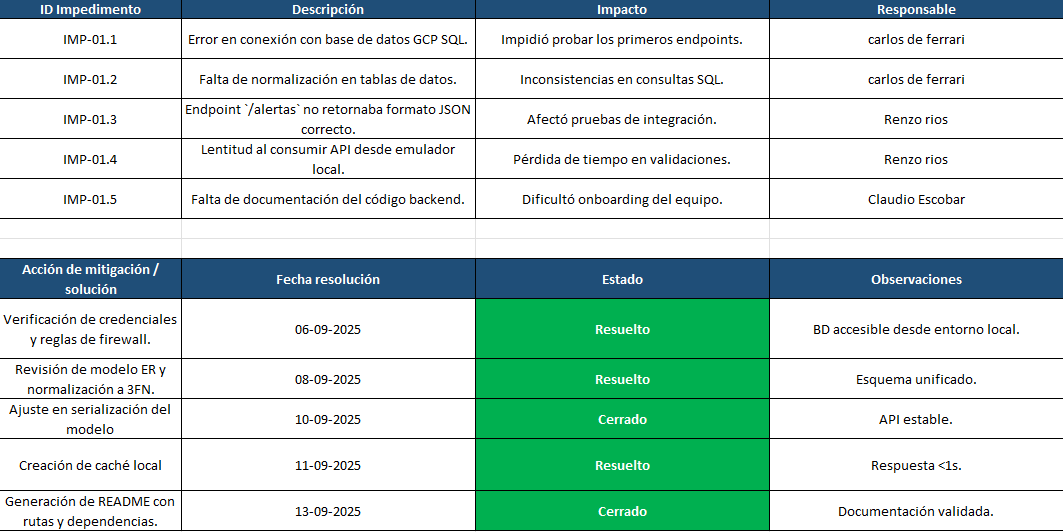 ID Impedimento Descripción Impacto Responsable
IMP-01.1 Error en conexión con base de datos GCP SQL. Impidió probar los primeros endpoints. carlos de ferrari
IMP-01.2 Falta de normalización en tablas de datos. Inconsistencias en consultas SQL. carlos de ferrari
IMP-01.3 Endpoint `/alertas` no retornaba formato JSON
correcto. Afectó pruebas de integración. Renzo rios
IMP-01.4 Lentitud al consumir API desde emulador
local. Pérdida de tiempo en validaciones. Renzo rios
IMP-01.5 Falta de documentación del código backend. Dificultó onboarding del equipo. Claudio Escobar
Acción de mitigación /
solución Fecha resolución Estado Observaciones
Verificación de credenciales
y reglas de firewall. 06-09-2025 Resuelto BD accesible desde entorno local.
Revisión de modelo ER y
normalización a 3FN. 08-09-2025 Resuelto Esquema unificado.
Ajuste en serialización del
modelo 10-09-2025 Cerrado API estable.
Creación de caché local 11-09-2025 Resuelto Respuesta <1s.
Generación de README con
rutas y dependencias. 13-09-2025 Cerrado Documentación validada.